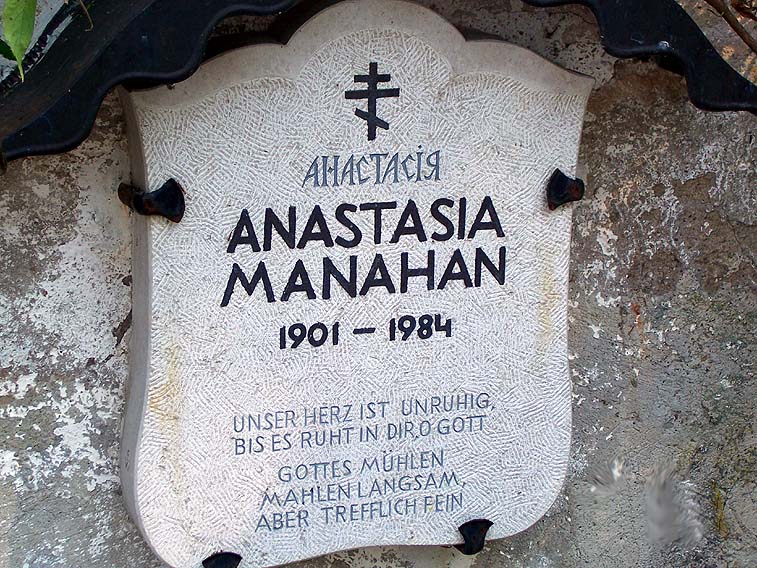 АНАСТАСІЯ
ANASTASIA
MANAHAN
1901 – 1984
UNSER HERZ IST UNRUHIG,
BIS ES RUHT IN DIR, O GOTT
GOTTES MÜHLEN
MAHLEN LANGSAM,
ABER TREFFLICH FEIN